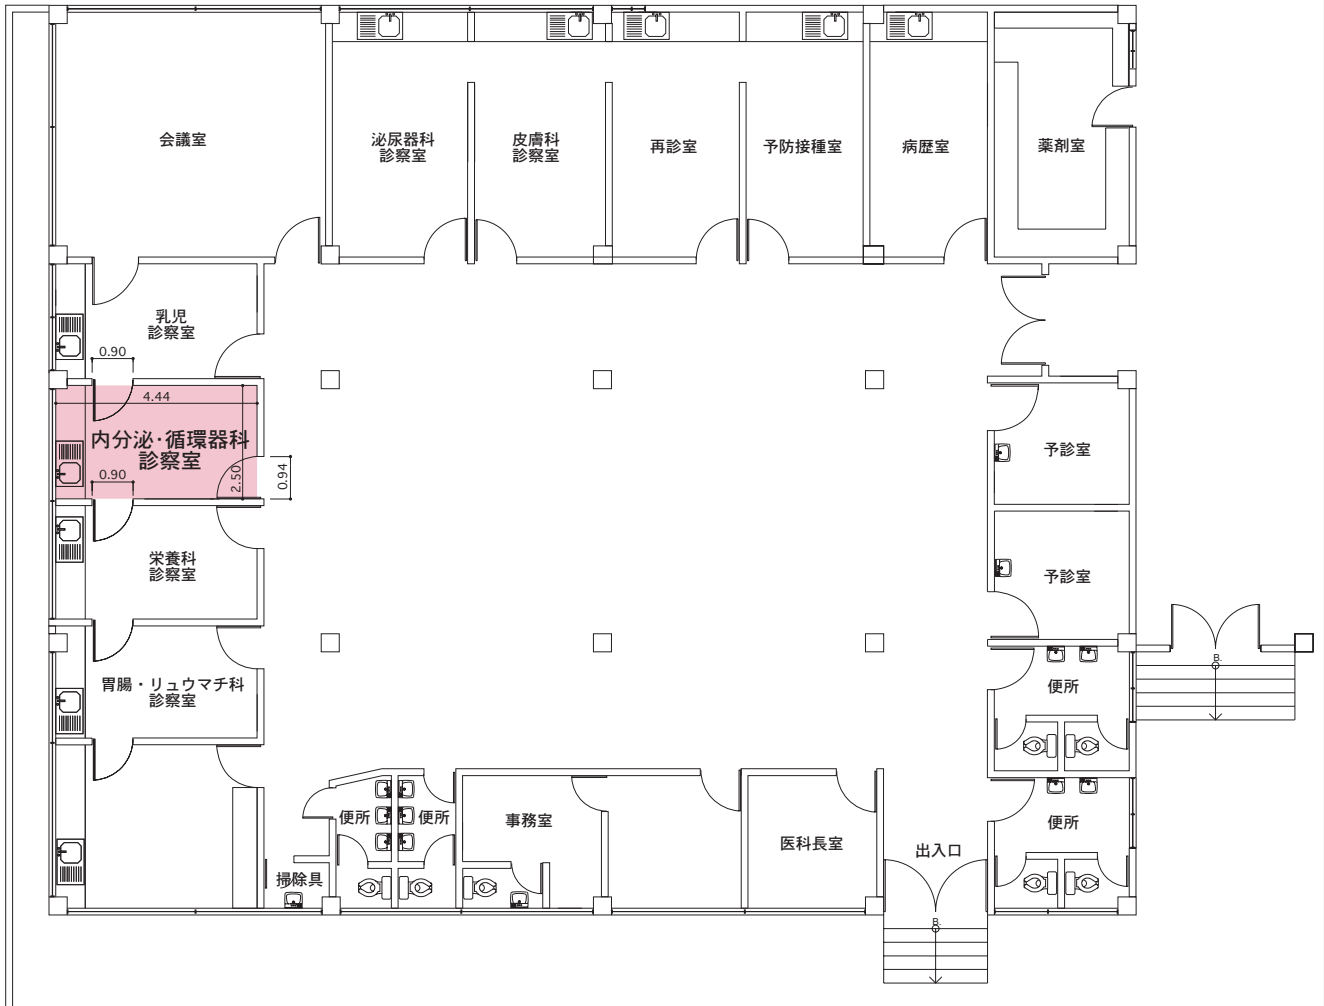 会議室
泌尿器科
診察室
皮膚科
診察室
再診室
予防接種室
病歴室
薬剤室
乳児
診察室
0.90
4.44
内分泌·循環器科
診察室
0.90
2.50
0.94
予診室
栄養科
診察室
予診室
胃腸・リュウマチ科
診察室
B.
便所
便所
便所
事務室
医科長室
便所
出入口
掃除具
B.